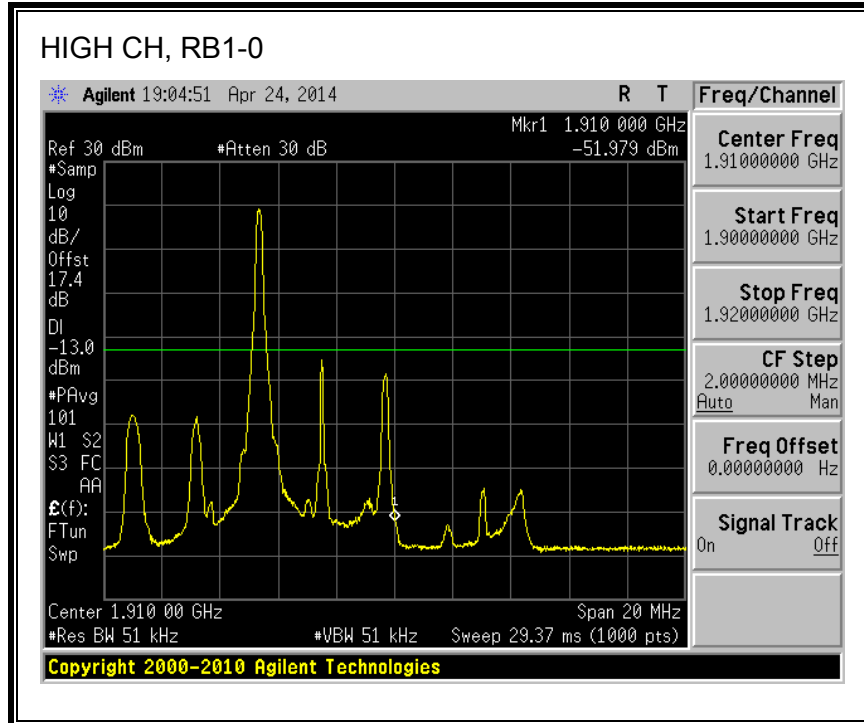 HIGH CH, RB1-0
Agilent 19:04:51 Apr 24, 2014 R T
Mkr1 1.910 000 GHz
Ref 30 dBm #Atten 30 dB -51.979 dBm
#Samp
Log
10
dB/
Offst
17.4
dB
DI
-13.0
dBm
#PAvg
101
W1 S2
S3 FC
AA
£(f):
FTun
Swp
1
Center 1.910 00 GHz Span 20 MHz
#Res BW 51 kHz #VBW 51 kHz Sweep 29.37 ms (1000 pts)
Freq/Channel
Center Freq
1.91000000 GHz
Start Freq
1.90000000 GHz
Stop Freq
1.92000000 GHz
CF Step
2.00000000 MHz
Auto Man
Freq Offset
0.00000000 Hz
Signal Track
On Off
Copyright 2000-2010 Agilent Technologies